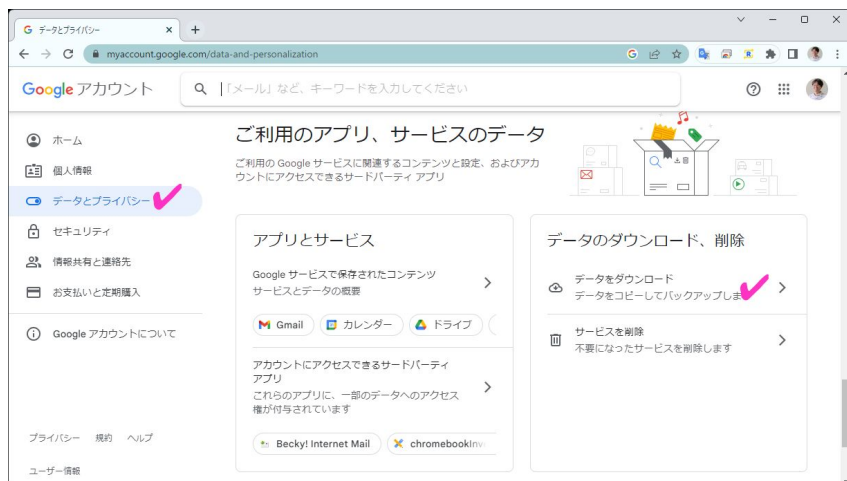 データとプライバシー
myaccount.google.com/data-and-personalization
Google アカウント
「メール」など、キーワードを入力してください
ホーム
個人情報
データとプライバシー
セキュリティ
情報共有と連絡先
お支払いと定期購入
Google アカウントについて
プライバシー 規約 ヘルプ
ユーザー情報
ご利用のアプリ、サービスのデータ
ご利用の Google サービスに関連するコンテンツと設定、およびアカ
ウントにアクセスできるサードパーティ アプリ
アプリとサービス
Google サービスで保存されたコンテンツ
サービスとデータの概要
Gmail カレンダー ドライブ
アカウントにアクセスできるサードパーティ
アプリ
これらのアプリに、一部のデータへのアクセス
権が付与されています
Becky! Internet Mail chromebookInv
データのダウンロード、削除
データをダウンロード
データをコピーしてバックアップしま
サービスを削除
不要になったサービスを削除します